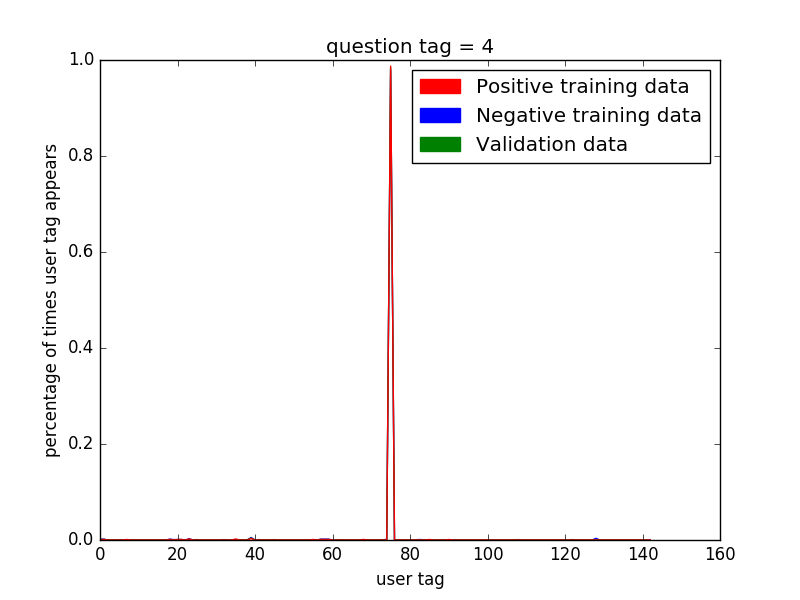 question tag = 4
Positive training data
Negative training data
Validation data
percentage of times user tag appears
1.0
0.8
0.6
0.4
0.2
0.0
0 20 40 60 80 100 120 140 160
user tag